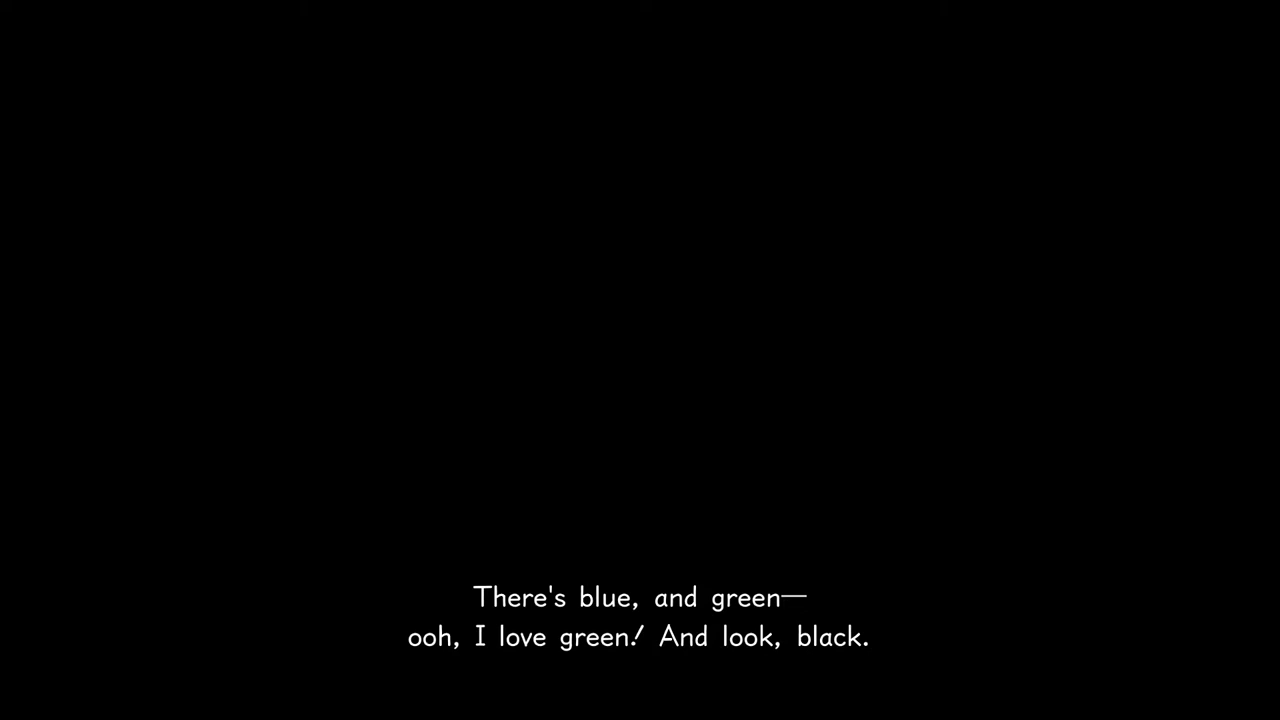 There's blue, and green—
ooh, I love green! And look, black.